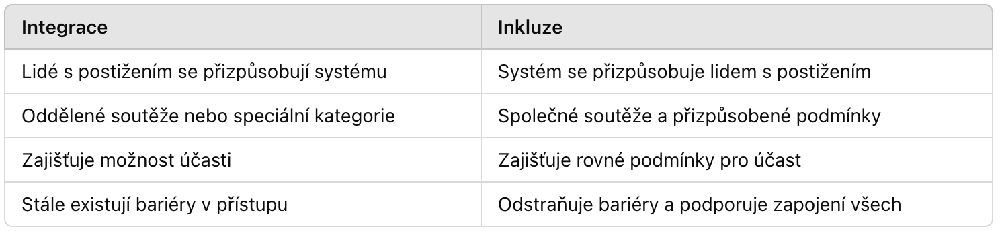 Integrace Inkluze
Lidé s postižením se přizpůsobují systému Systém se přizpůsobuje lidem s postižením
Oddělené soutěže nebo speciální kategorie Společné soutěže a přizpůsobené podmínky
Zajišťuje možnost účasti Zajišťuje rovné podmínky pro účast
Stále existují bariéry v přístupu Odstraňuje bariéry a podporuje zapojení všech